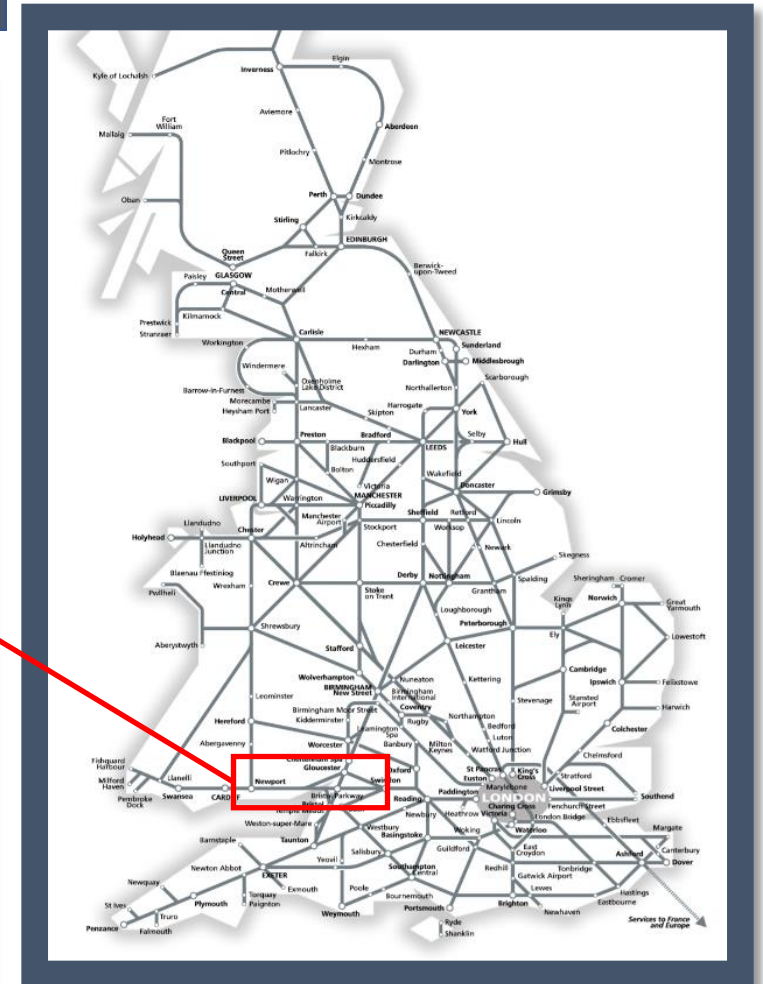 Elgin
Kyle of Lochalsh
Inverness
Aviemore
Fort
William
Mallaig
Aberdeen
Pitlochry
Montrose
Oban
Perth
Dundee
Stirling
Kirkcaldy
EDINBURGH
Queen
Street
Falkirk
GLASGOW
Central
Paisley
Motherwell
Berwick-
upon-Tweed
Prestwick
Kilmarnock
Stranraer
Carlisle
NEWCASTLE
Workington
Hexham
Durham
Sunderland
Darlington
Middlesbrough
Windermere
Oxenholme
Lake District
Northallerton
Scarborough
Barrow-in-Furness
Morecambe
Heysham Port
Lancaster
Harrogate
York
Skipton
Blackpool
Preston
Bradford
Selby
Hull
Blackburn
LEEDS
Southport
Huddersfield
Bolton
Wakefield
Wigan
Victoria
MANCHESTER
Piccadilly
Doncaster
Grimsby
LIVERPOOL
Warrington
Manchester
Airport
Stockport
Sheffield
Retford
Worksop
Lincoln
Llandudno
Chester
Holyhead
Llandudno
Junction
Altrincham
Chesterfield
Newark
Skegness
Blaenau Ffestiniog
Pwllheli
Wrexham
Crewe
Stoke
on Trent
Derby
Nottingham
Grantham
Spalding
Sheringham
Cromer
Kings
Lynn
Norwich
Great
Yarmouth
Loughborough
Peterborough
Ely
Lowestoft
Aberystwyth
Shrewsbury
Stafford
Leicester
Wolverhampton
BIRMINGHAM
New Street
Nuneaton
Birmingham
International
Kettering
Cambridge
Ipswich
Felixstowe
Leominster
Birmingham Moor Street
Kidderminster
Coventry
Rugby
Northampton
Stevenage
Stansted
Airport
Harwich
Hereford
Leamington
Spa
Bedford
Luton
Colchester
Abergavenny
Worcester
Banbury
Milton
Keynes
Watford Junction
Chelmsford
Cheltenham Spa
Gloucester
Fishguard
Harbour
Milford
Haven
Pembroke
Dock
Llanelli
Swansea
CARDIFF
Newport
Swindon
Oxford
St Pancras
Euston
King's
Cross
Stratford
Bristol Parkway
Bristol
Temple Meads
Reading
Paddington
Marylebone
LONDON
Liverpool Street
Fenchurch Street
Southend
Charing Cross
London Bridge
Newbury
Heathrow
Victoria
Waterloo
Ebbsfleet
Margate
Weston-super-Mare
Westbury
Basingstoke
Woking
Barnstaple
Taunton
Salisbury
Guildford
East
Croydon
Canterbury
Ashford
Dover
Yeovil
Newton Abbot
EXETER
Southampton
Central
Redhill
Tonbridge
Gatwick Airport
Newquay
Exmouth
Poole
Bournemouth
Lewes
Hastings
Eastbourne
St Ives
Plymouth
Torquay
Paignton
Weymouth
Portsmouth
Brighton
Newhaven
Truro
Penzance
Falmouth
Ryde
Shanklin
Services to France
and Europe